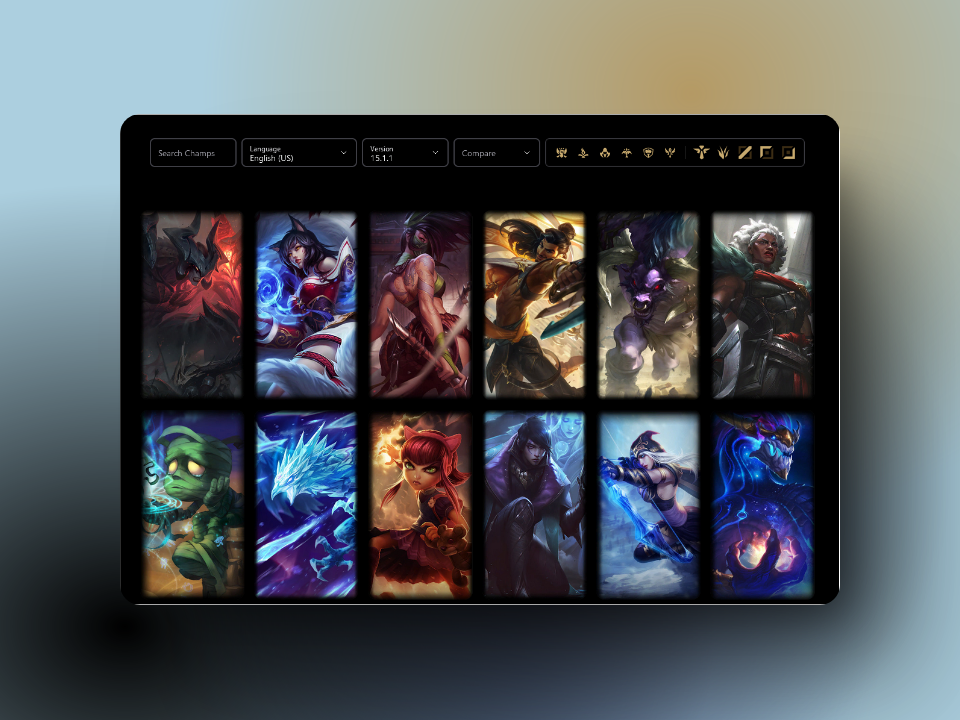 Search Champs
Language
English (US)
Version
15.1.1
Compare